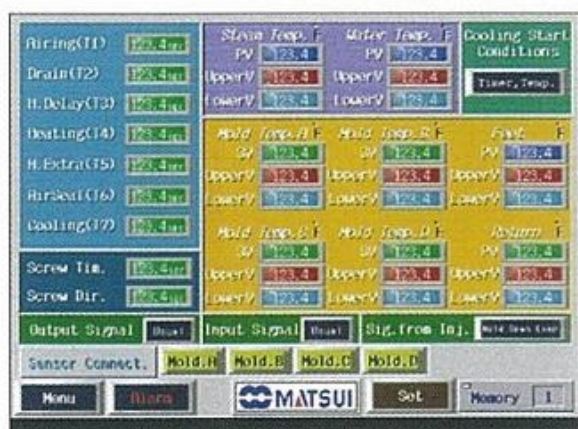 Airing(T1) 123.4
Drain(T2) 123.4
H.Delay(T3) 123.4
Heating(T4) 123.4
H.Extra(T5) 123.4
AirSeal(T6) 123.4
Cooling(T7) 123.4
Screw Tim. 123.4
Screw Dir. 123.4
Steam Temp. F
PV 123.4
UpperV 123.4
LowerV 123.4
Water Temp. F
PV 123.4
UpperV 123.4
LowerV 123.4
Cooling Start
Conditions
Timer,Temp.
Mold Temp.A F
SV 123.4
UpperV 123.4
LowerV 123.4
Mold Temp.B F
SV 123.4
UpperV 123.4
LowerV 123.4
F
PV 123.4
UpperV 123.4
LowerV 123.4
Mold Temp.C F
SV 123.4
UpperV 123.4
LowerV 123.4
Mold Temp.D F
SV 123.4
UpperV 123.4
LowerV 123.4
Return F
PV 123.4
UpperV 123.4
LowerV 123.4
Output Signal Usual
Input Signal Usual
Sig.from Inj.
Sensor Connect. Mold.A Mold.B Mold.C Mold.D
Menu Alarm MATSUI Set Memory 1